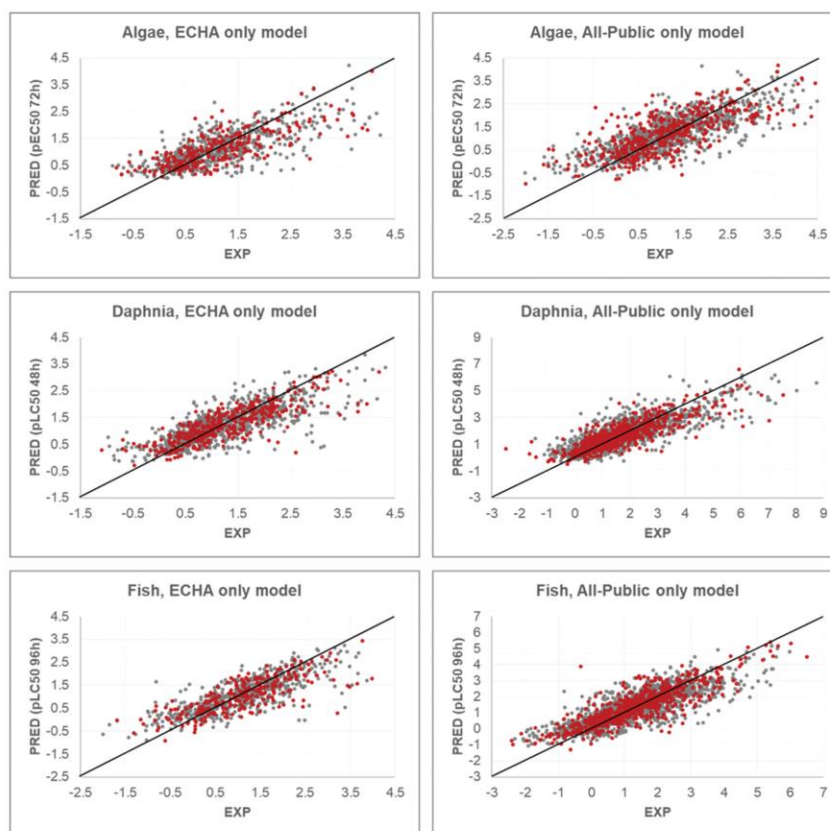 Algae, ECHA only model
4.5
3.5
2.5
1.5
0.5
-0.5
-1.5
PRED (pEC50 72h)
-1.5 -0.5 0.5 1.5 2.5 3.5 4.5
EXP
Algae, All-Public only model
4.5
3.5
2.5
1.5
0.5
-0.5
-1.5
-2.5
PRED (pEC50 72h)
-2.5 -1.5 -0.5 0.5 1.5 2.5 3.5 4.5
EXP
Daphnia, ECHA only model
4.5
3.5
2.5
1.5
0.5
-0.5
-1.5
PRED (pLC50 48h)
-1.5 -0.5 0.5 1.5 2.5 3.5 4.5
EXP
Daphnia, All-Public only model
9
7
5
3
1
-1
-3
PRED (pLC50 48h)
-3 -2 -1 0 1 2 3 4 5 6 7 8 9
EXP
Fish, ECHA only model
4.5
3.5
2.5
1.5
0.5
-0.5
-1.5
-2.5
PRED (pLC50 96h)
-2.5 -1.5 -0.5 0.5 1.5 2.5 3.5 4.5
EXP
Fish, All-Public only model
7
6
5
4
3
2
1
0
-1
-2
-3
PRED (pLC50 96h)
-3 -2 -1 0 1 2 3 4 5 6 7
EXP